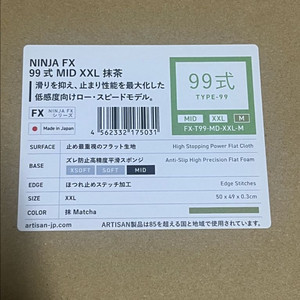 NINJA FX
99式 MID XXL 抹茶
滑りを抑え、止まり性能を最大化した
低感度向けロー・スピードモデル。
FX NINJA FX
シリーズ
Made in Japan
4 562332 175031
99式
TYPE-99
MID XXL M
FX-T99-MD-XXL-M
SURFACE 止め最重視のフラット生地 High Stopping Power Flat Cloth
BASE ズレ防止高精度平滑スポンジ Anti-Slip High Precision Flat Foam
XSOFT SOFT MID
EDGE ほつれ止めステッチ加工 Edge Stitches
SIZE XXL 50 x 49 x 0.3cm
COLOR 抹 Matcha
artisan-jp.com ARTISAN製品は85を超える国と地域で使用されています。